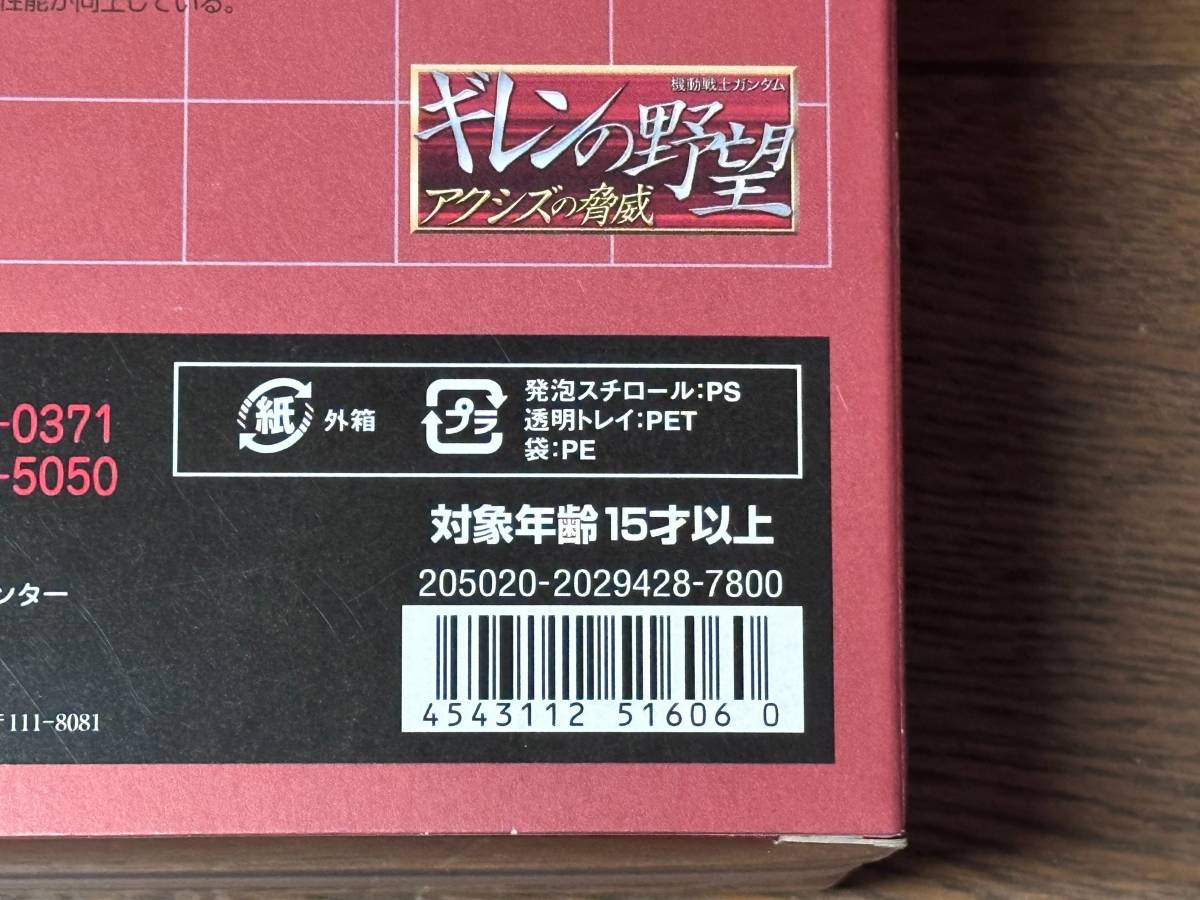 性能が向上している。
機動戦士ガンダム
ギレンの野望
アクシズの脅威
紙 外箱
プラ
発泡スチロール:PS
透明トレイ:PET
袋:PE
-0371
-5050
対象年齢15才以上
205020-2029428-7800
ンター
4543112 51606 0
〒111-8081